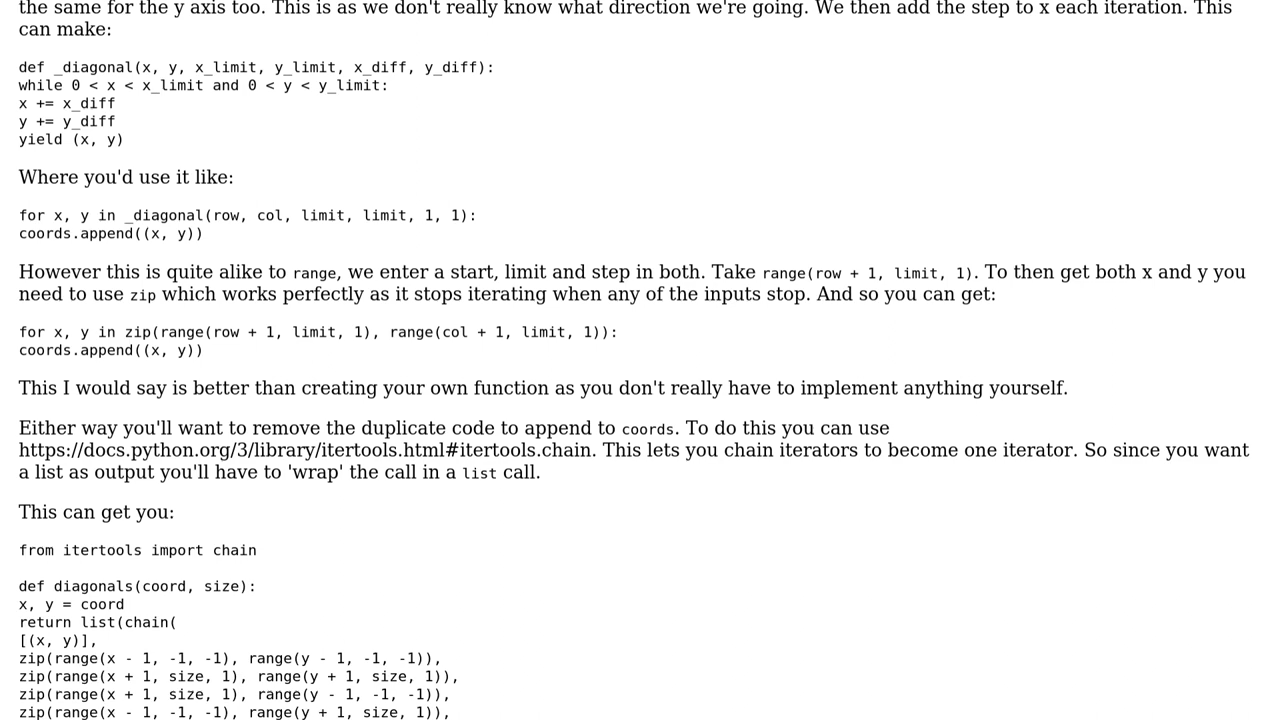 the same for the y axis too. This is as we don't really know what direction we're going. We then add the step to x each iteration. This
can make:
def _diagonal(x, y, x_limit, y_limit, x_diff, y_diff):
while 0 < x < x_limit and 0 < y < y_limit:
x += x_diff
y += y_diff
yield (x, y)
Where you'd use it like:
for x, y in _diagonal(row, col, limit, limit, 1, 1):
coords.append((x, y))
However this is quite alike to range, we enter a start, limit and step in both. Take range(row + 1, limit, 1). To then get both x and y you
need to use zip which works perfectly as it stops iterating when any of the inputs stop. And so you can get:
for x, y in zip(range(row + 1, limit, 1), range(col + 1, limit, 1)):
coords.append((x, y))
This I would say is better than creating your own function as you don't really have to implement anything yourself.
Either way you'll want to remove the duplicate code to append to coords. To do this you can use
https://docs.python.org/3/library/itertools.html#itertools.chain. This lets you chain iterators to become one iterator. So since you want
a list as output you'll have to 'wrap' the call in a list call.
This can get you:
from itertools import chain
def diagonals(coord, size):
x, y = coord
return list(chain(
[(x, y)],
zip(range(x - 1, -1, -1), range(y - 1, -1, -1)),
zip(range(x + 1, size, 1), range(y + 1, size, 1)),
zip(range(x + 1, size, 1), range(y - 1, -1, -1)),
zip(range(x - 1, -1, -1), range(y + 1, size, 1)),